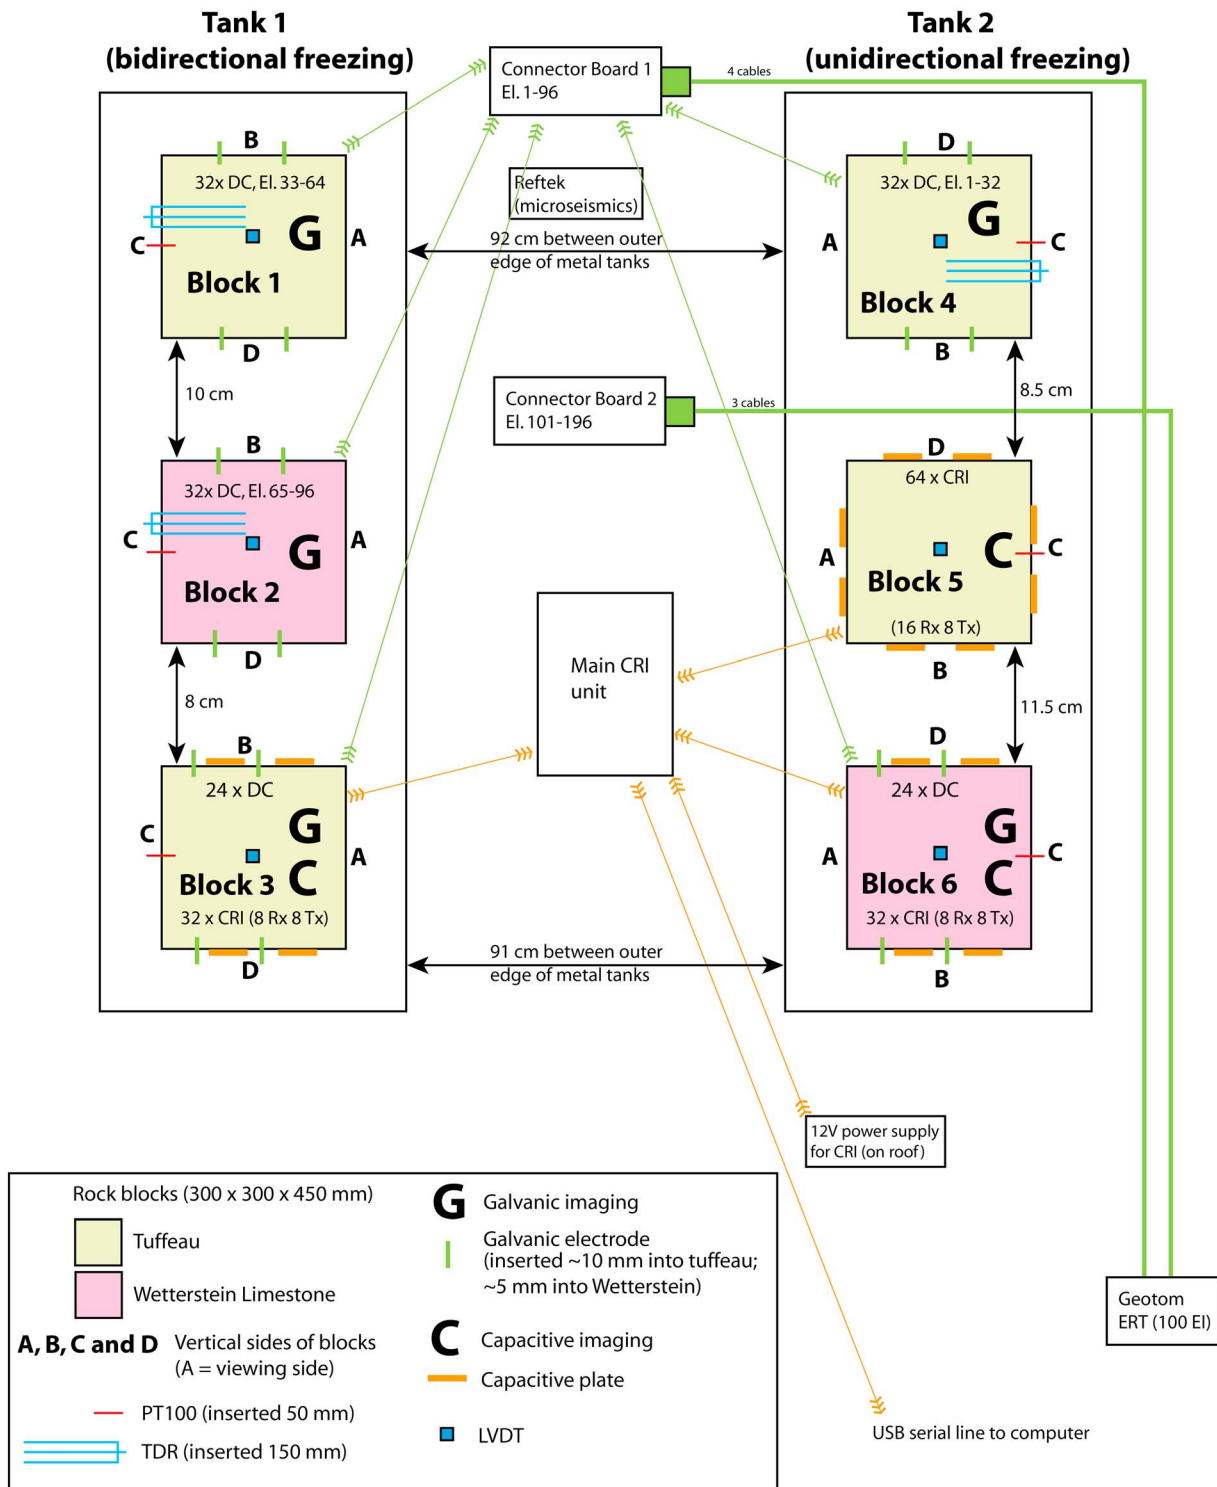 Tank 1
(bidirectional freezing)
Tank 2
(unidirectional freezing)
Connector Board 1
El. 1-96
4 cables
B
32x DC, El. 33-64
G
C
A
Block 1
D
Reftek
(microseismics)
92 cm between outer
edge of metal tanks
D
32x DC, El. 1-32
G
A
C
Block 4
B
10 cm
8.5 cm
Connector Board 2
El. 101-196
3 cables
B
32x DC, El. 65-96
C
G
A
Block 2
D
D
64 x CRI
A
C
C
Block 5
(16 Rx 8 Tx)
B
Main CRI
unit
8 cm
11.5 cm
B
24 x DC
C
G
A
Block 3
C
32 x CRI (8 Rx 8 Tx)
D
D
24 x DC
G
A
C
Block 6
C
32 x CRI (8 Rx 8 Tx)
B
91 cm between outer
edge of metal tanks
12V power supply
for CRI (on roof)
Geotom
ERT (100 El)
USB serial line to computer
Rock blocks (300 x 300 x 450 mm)
Tuffeau
Wetterstein Limestone
A, B, C and D Vertical sides of blocks
(A = viewing side)
PT100 (inserted 50 mm)
TDR (inserted 150 mm)
G Galvanic imaging
Galvanic electrode
(inserted ~10 mm into tuffeau;
~5 mm into Wetterstein)
C Capacitive imaging
Capacitive plate
LVDT